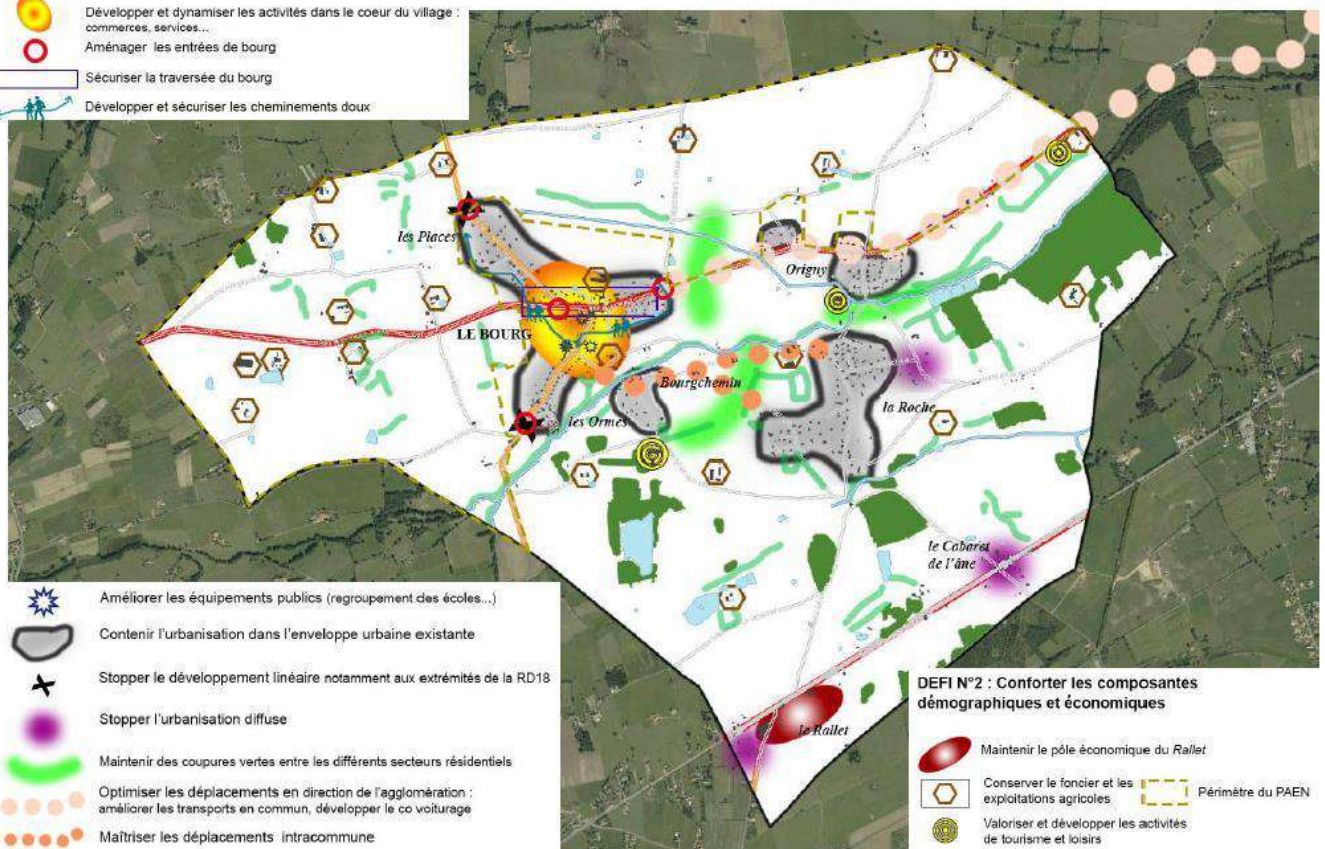 Développer et dynamiser les activités dans le coeur du village :
commerces, services...
Aménager les entrées de bourg
Sécuriser la traversée du bourg
Développer et sécuriser les cheminements doux
les Places
Origny
LE BOURG
Bourgchemin
les Ormes
la Roche
le Cabaret
de l'âne
le Rallet
Améliorer les équipements publics (regroupement des écoles...)
Contenir l'urbanisation dans l'enveloppe urbaine existante
Stopper le développement linéaire notamment aux extrémités de la RD18
Stopper l'urbanisation diffuse
Maintenir des coupures vertes entre les différents secteurs résidentiels
Optimiser les déplacements en direction de l'agglomération :
améliorer les transports en commun, développer le co voiturage
Maîtriser les déplacements intracommune
DEFI N°2 : Conforter les composantes
démographiques et économiques
Maintenir le pôle économique du Rallet
Conserver le foncier et les
exploitations agricoles
Périmètre du PAEN
Valoriser et développer les activités
de tourisme et loisirs